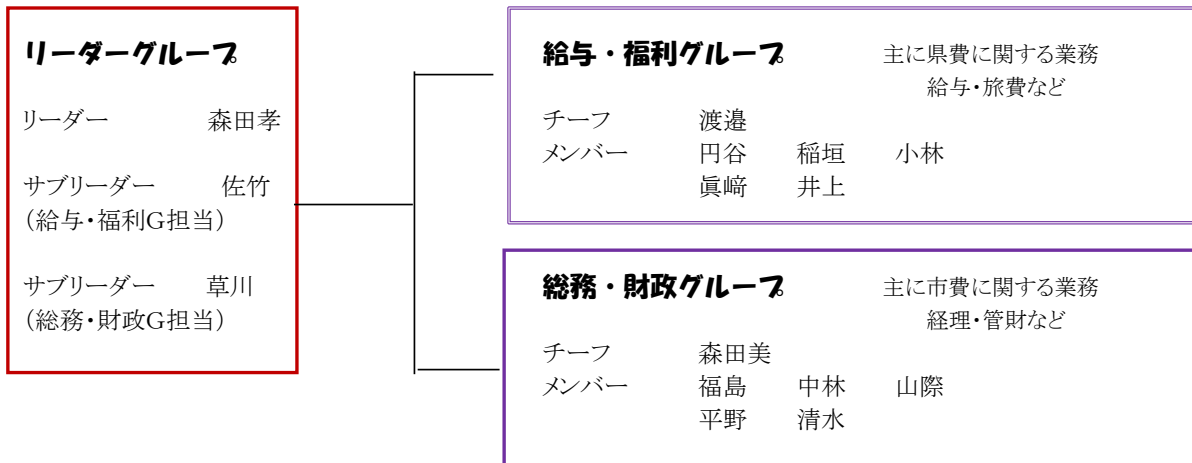 リーダーグループ
リーダー 森田孝
サブリーダー 佐竹
（給与・福利G担当）
サブリーダー 草川
（総務・財政G担当）
給与・福利グループ 主に県費に関する業務
給与・旅費など
チーフ 渡邉
メンバー 円谷 稲垣 小林
眞﨑 井上
総務・財政グループ 主に市費に関する業務
経理・管財など
チーフ 森田美
メンバー 福島 中林 山際
平野 清水